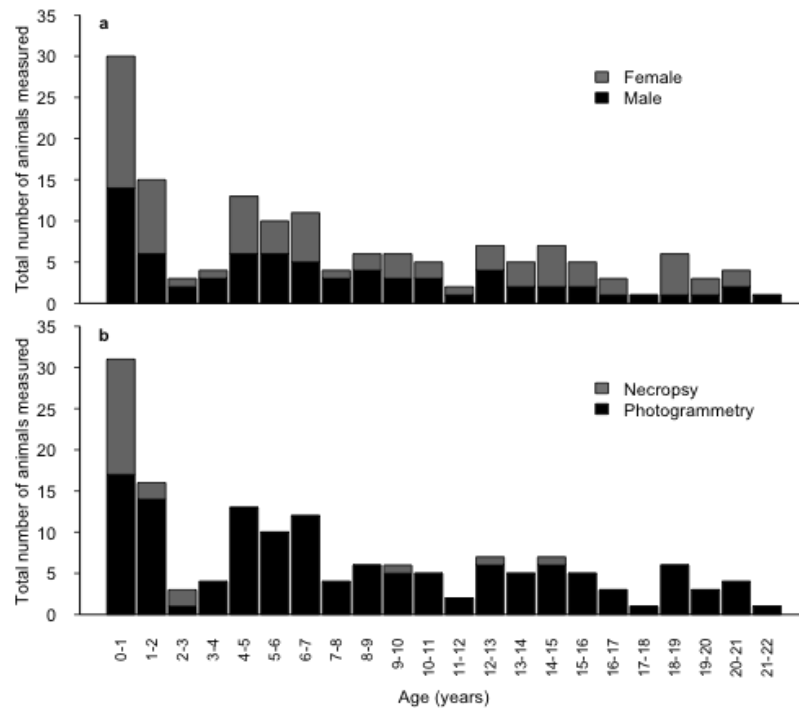 a
Total number of animals measured
35
30
25
20
15
10
5
0
Female
Male
b
Total number of animals measured
35
30
25
20
15
10
5
0
Necropsy
Photogrammetry
0-1 1-2 2-3 3-4 4-5 5-6 6-7 7-8 8-9 9-10 10-11 11-12 12-13 13-14 14-15 15-16 16-17 17-18 18-19 19-20 20-21 21-22
Age (years)